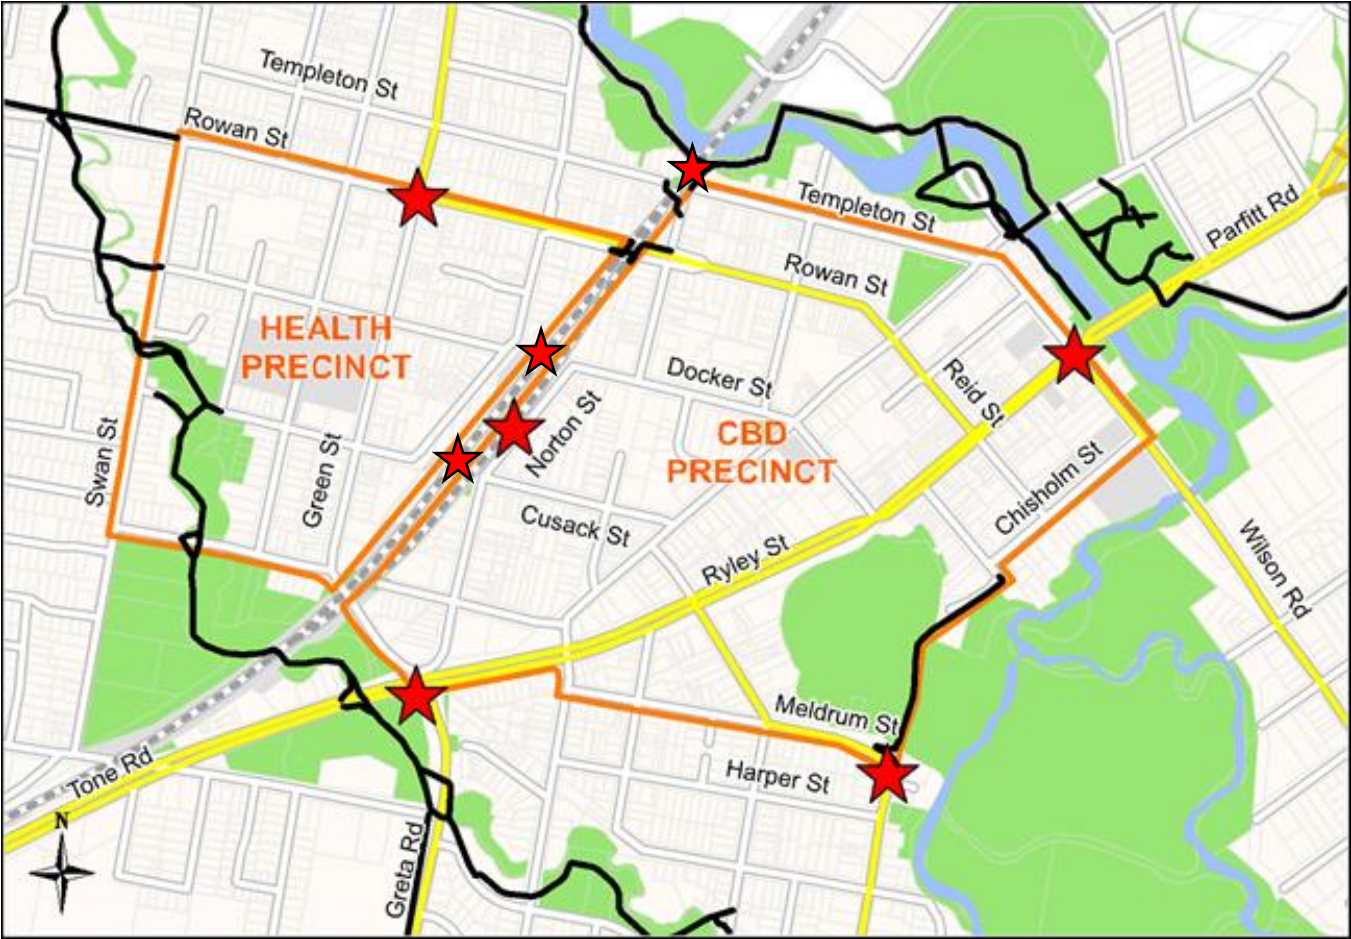 Templeton St
Rowan St
Templeton St
Parfitt Rd
Rowan St
HEALTH
PRECINCT
Docker St
Reid St
Norton St
CBD
PRECINCT
Swan St
Green St
Chisholm St
Cusack St
Ryley St
Wilson Rd
Meldrum St
Tone Rd
Harper St
N
Greta Rd